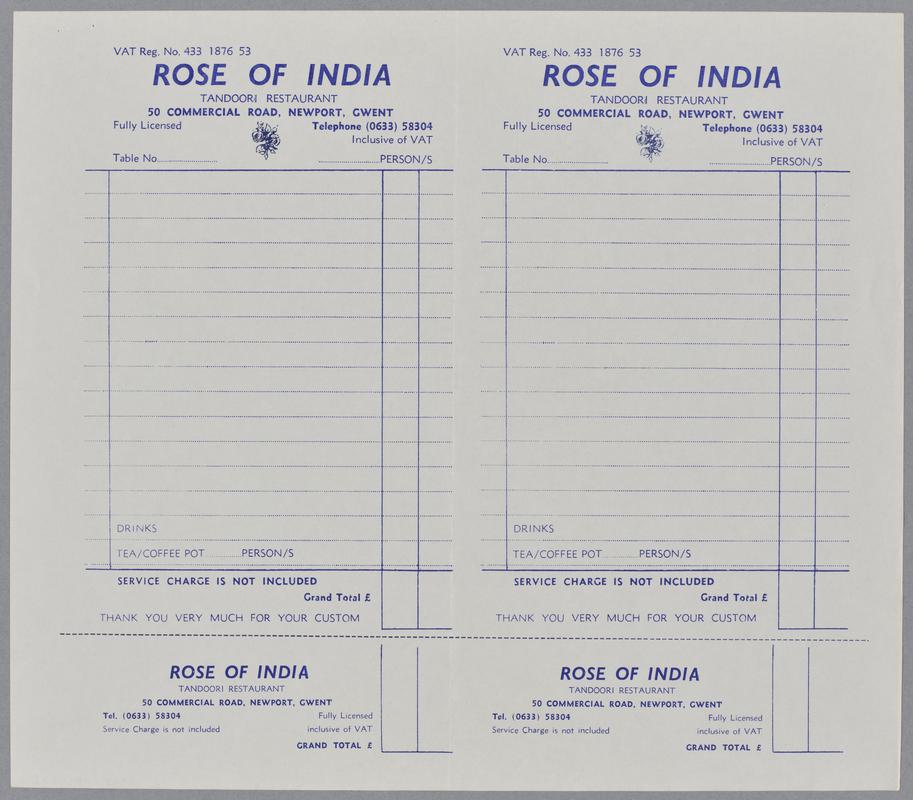 VAT Reg. No. 433 1876 53
ROSE OF INDIA
TANDOORI RESTAURANT
50 COMMERCIAL ROAD, NEWPORT, GWENT
Fully Licensed
Telephone (0633) 58304
Inclusive of VAT
Table No.
PERSON/S
DRINKS
TEA/COFFEE POT PERSON/S
SERVICE CHARGE IS NOT INCLUDED
Grand Total £
THANK YOU VERY MUCH FOR YOUR CUSTOM
ROSE OF INDIA
TANDOORI RESTAURANT
50 COMMERCIAL ROAD, NEWPORT, GWENT
Tel. (0633) 58304
Fully Licensed
Service Charge is not included
inclusive of VAT
GRAND TOTAL £
VAT Reg. No. 433 1876 53
ROSE OF INDIA
TANDOORI RESTAURANT
50 COMMERCIAL ROAD, NEWPORT, GWENT
Fully Licensed
Telephone (0633) 58304
Inclusive of VAT
Table No.
PERSON/S
DRINKS
TEA/COFFEE POT PERSON/S
SERVICE CHARGE IS NOT INCLUDED
Grand Total £
THANK YOU VERY MUCH FOR YOUR CUSTOM
ROSE OF INDIA
TANDOORI RESTAURANT
50 COMMERCIAL ROAD, NEWPORT, GWENT
Tel. (0633) 58304
Fully Licensed
Service Charge is not included
inclusive of VAT
GRAND TOTAL £